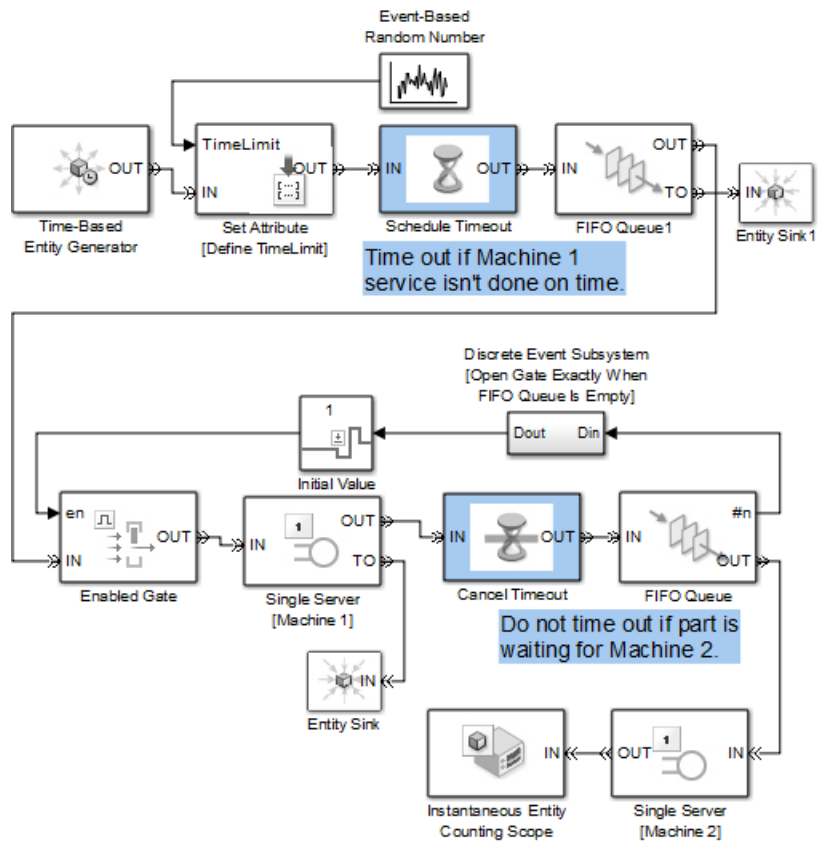 Event-Based
Random Number
TimeLimit
OUT
IN
OUT
IN
OUT
IN
OUT
TO
IN
Time-Based
Entity Generator
Set Attribute
[Define TimeLimit]
Schedule Timeout
FIFO Queue1
Entity Sink1
Time out if Machine 1
service isn't done on time.
Discrete Event Subsystem
[Open Gate Exactly When
FIFO Queue Is Empty]
1
Dout
Din
Initial Value
en
IN
OUT
1
IN
OUT
TO
IN
OUT
IN
#n
OUT
Enabled Gate
Single Server
[Machine 1]
Cancel Timeout
FIFO Queue
Do not time out if part is
waiting for Machine 2.
IN
Entity Sink
IN
OUT
1
IN
Instantaneous Entity
Counting Scope
Single Server
[Machine 2]